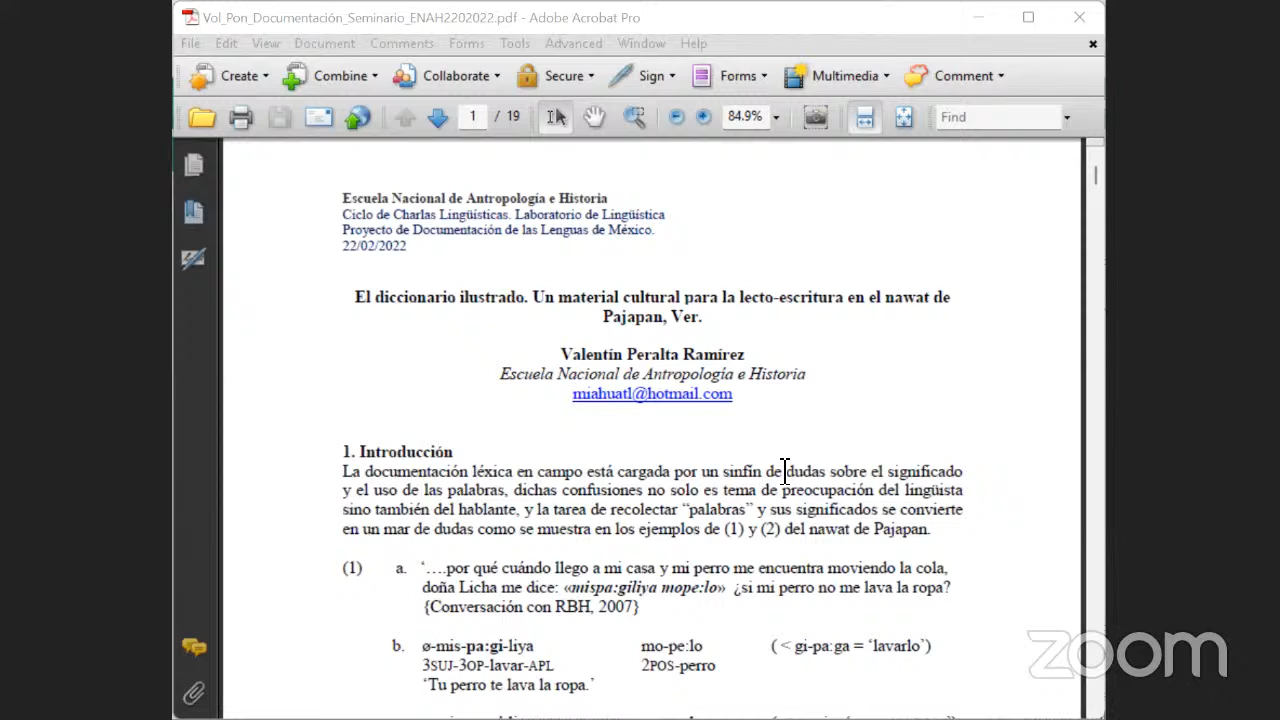 Vol_Pon_Documentación_Seminario_ENAH2202022.pdf - Adobe Acrobat Pro
File Edit View Document Comments Forms Tools Advanced Window Help
Create Combine Collaborate Secure Sign Forms Multimedia Comment
1 / 19 84.9% Find
Escuela Nacional de Antropología e Historia
Ciclo de Charlas Lingüísticas. Laboratorio de Lingüística
Proyecto de Documentación de las Lenguas de México.
22/02/2022
El diccionario ilustrado. Un material cultural para la lecto-escritura en el nawat de
Pajapan, Ver.
Valentín Peralta Ramírez
Escuela Nacional de Antropología e Historia
miahuatl@hotmail.com
1. Introducción
La documentación léxica en campo está cargada por un sinfín de dudas sobre el significado
y el uso de las palabras, dichas confusiones no solo es tema de preocupación del lingüista
sino también del hablante, y la tarea de recolectar “palabras” y sus significados se convierte
en un mar de dudas como se muestra en los ejemplos de (1) y (2) del nawat de Pajapan.
(1) a. ‘….por qué cuándo llego a mi casa y mi perro me encuentra moviendo la cola,
doña Licha me dice: «mispa:giliya mope:lo» ¿si mi perro no me lava la ropa?
{Conversación con RBH, 2007}
b. ø-mis-pa:gi-liya mo-pe:lo ( < gi-pa:ga = ‘lavarlo’)
3SUJ-3OP-lavar-APL 2POS-perro
‘Tu perro te lava la ropa.’
zoom